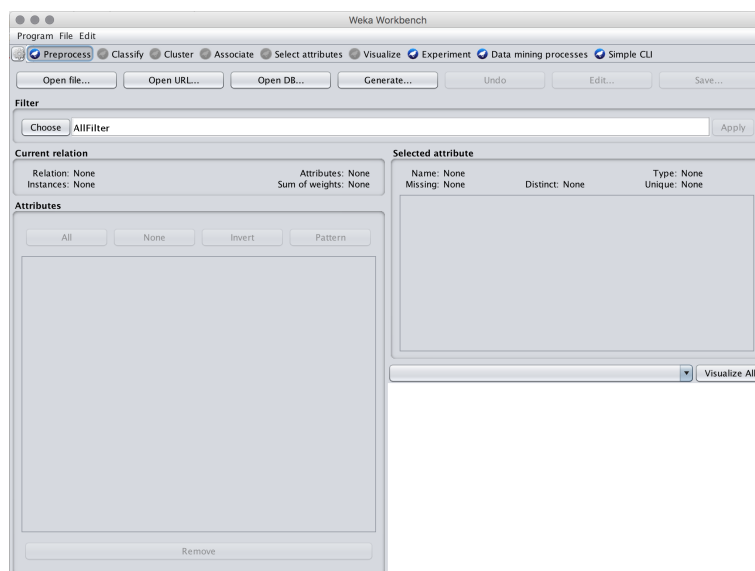 Weka Workbench
Program File Edit
Preprocess Classify Cluster Associate Select attributes Visualize Experiment Data mining processes Simple CLI
Open file... Open URL... Open DB... Generate... Undo Edit... Save...
Filter
Choose AllFilter Apply
Current relation
Relation: None Attributes: None
Instances: None Sum of weights: None
Selected attribute
Name: None Type: None
Missing: None Distinct: None Unique: None
Attributes
All None Invert Pattern
Visualize All
Remove